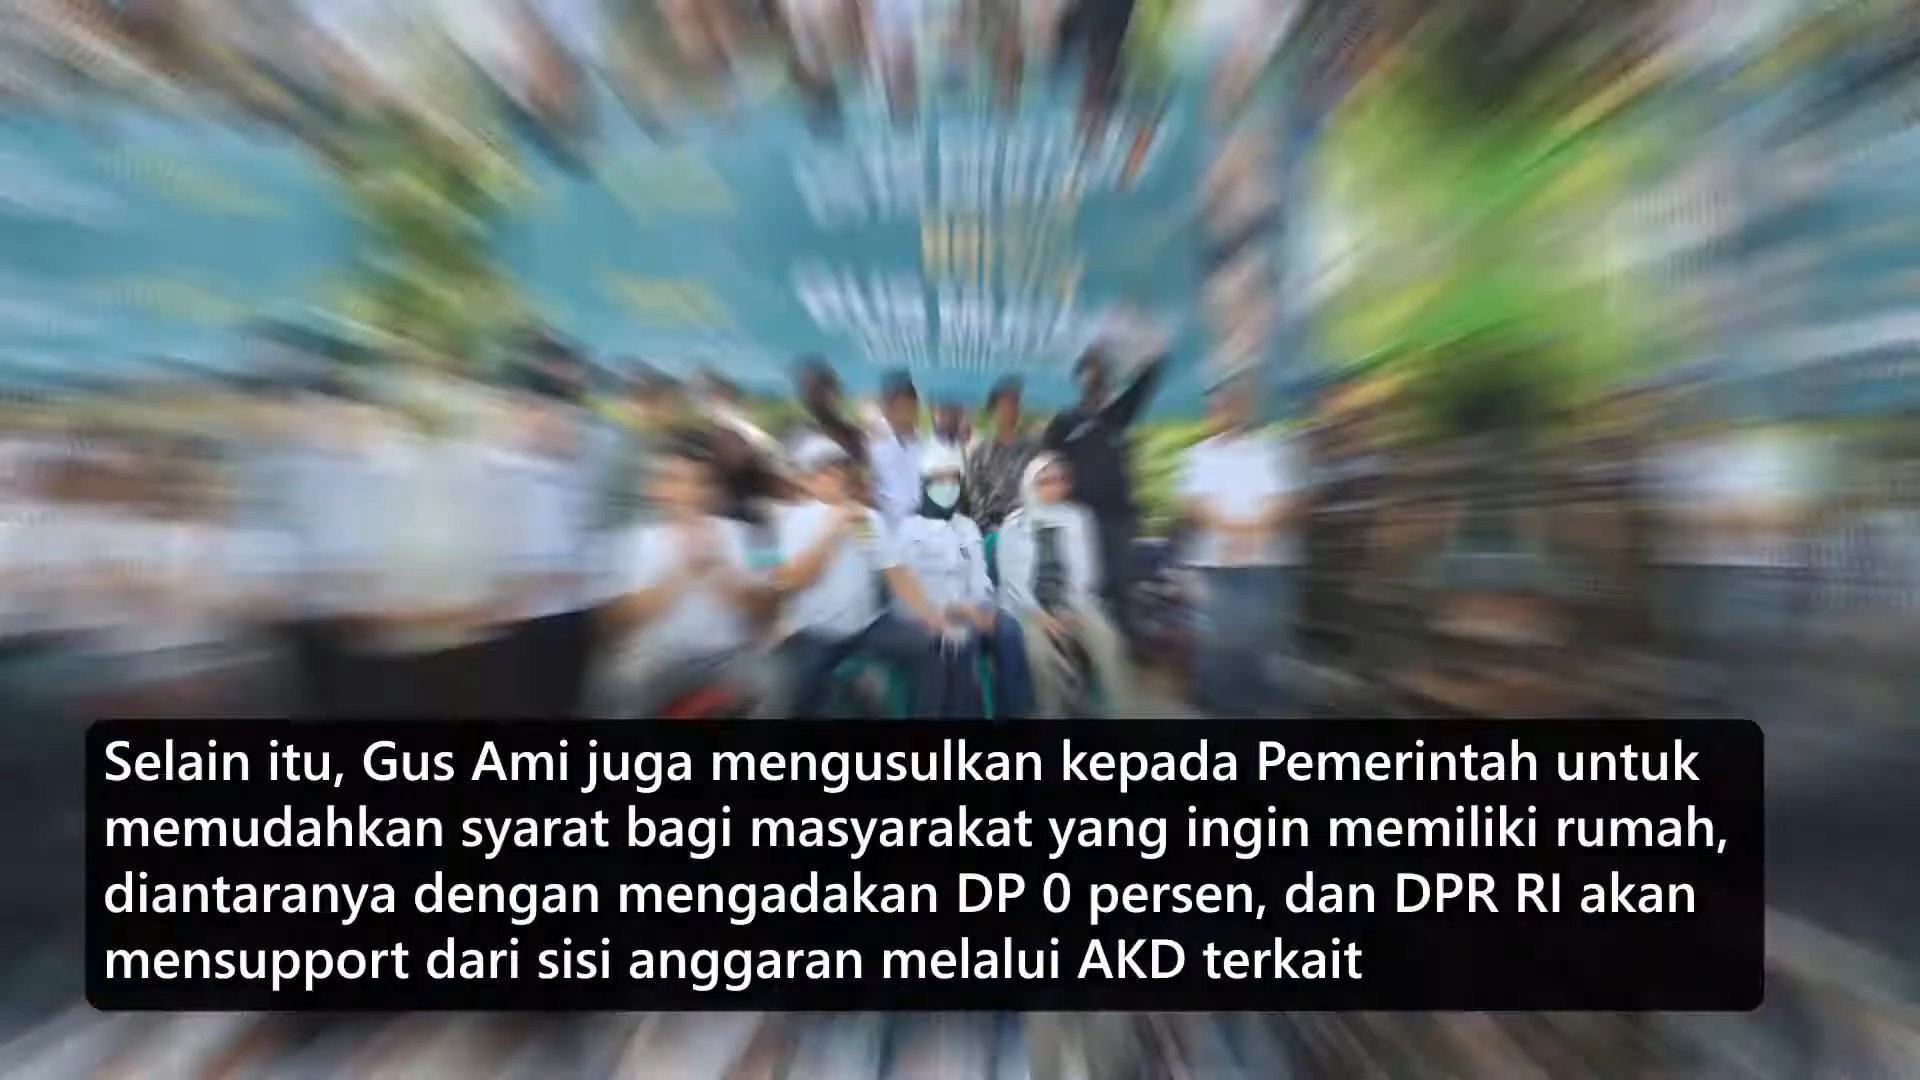 Selain itu, Gus Ami juga mengusulkan kepada Pemerintah untuk
memudahkan syarat bagi masyarakat yang ingin memiliki rumah,
diantaranya dengan mengadakan DP 0 persen, dan DPR RI akan
mensupport dari sisi anggaran melalui AKD terkait